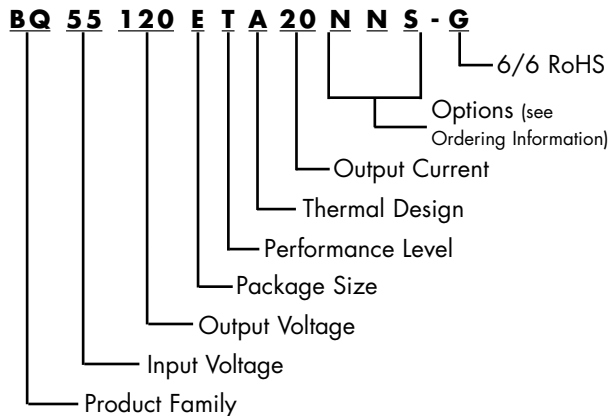 BQ 55 120 E T A 20 N N S - G
6/6 RoHS
Options (see
Ordering Information)
Output Current
Thermal Design
Performance Level
Package Size
Output Voltage
Input Voltage
Product Family